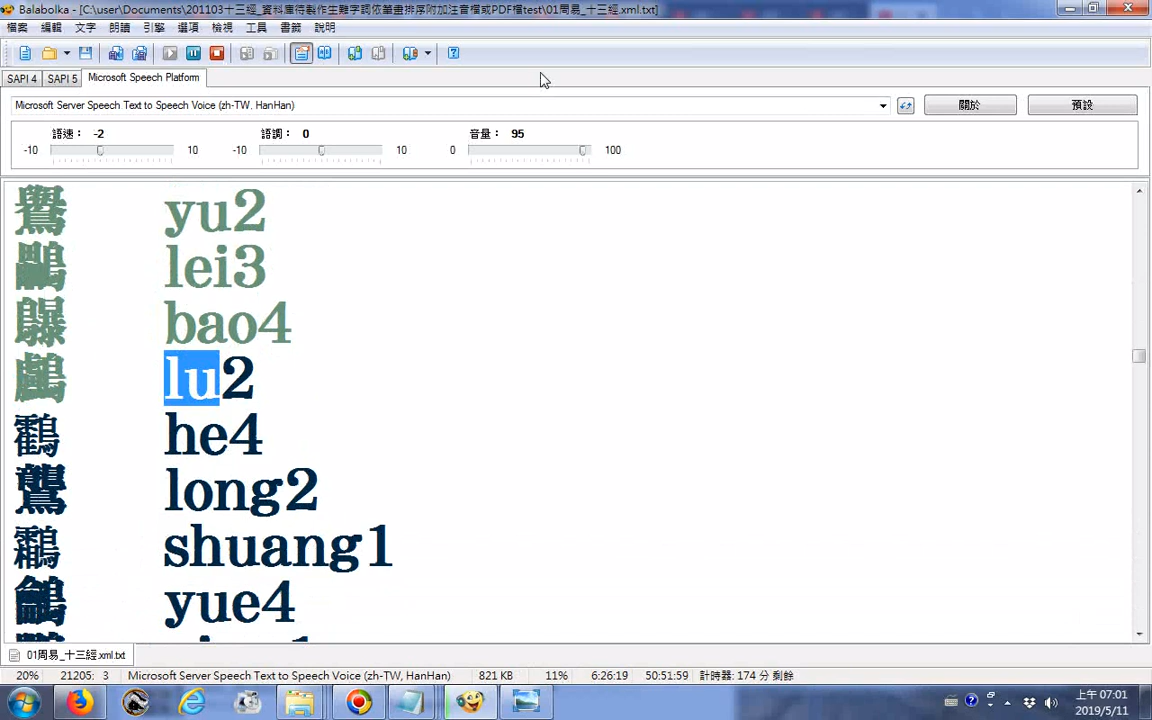 Balabolka - [C:\user\Documents\201103十三經_資料庫待製作生難字詞依筆畫排序附加注音檔或PDF檔test\01周易_十三經.xml.txt]
檔案 編輯 文字 朗讀 引擎 選項 檢視 工具 書籤 說明
SAPI 4 SAPI 5 Microsoft Speech Platform
Microsoft Server Speech Text to Speech Voice (zh-TW, HanHan) 關於 預設
語速： -2 語調： 0 音量： 95
-10 10 -10 10 0 100
鸒 yu2
鸓 lei3
鸔 bao4
鸕 lu2
鸖 he4
鸗 long2
鸘 shuang1
鸙 yue4
01周易_十三經.xml.txt
20% 21205: 3 Microsoft Server Speech Text to Speech Voice (zh-TW, HanHan) 821 KB 11% 6:26:19 50:51:59 計時器: 174 分 剩餘
上午 07:01
2019/5/11